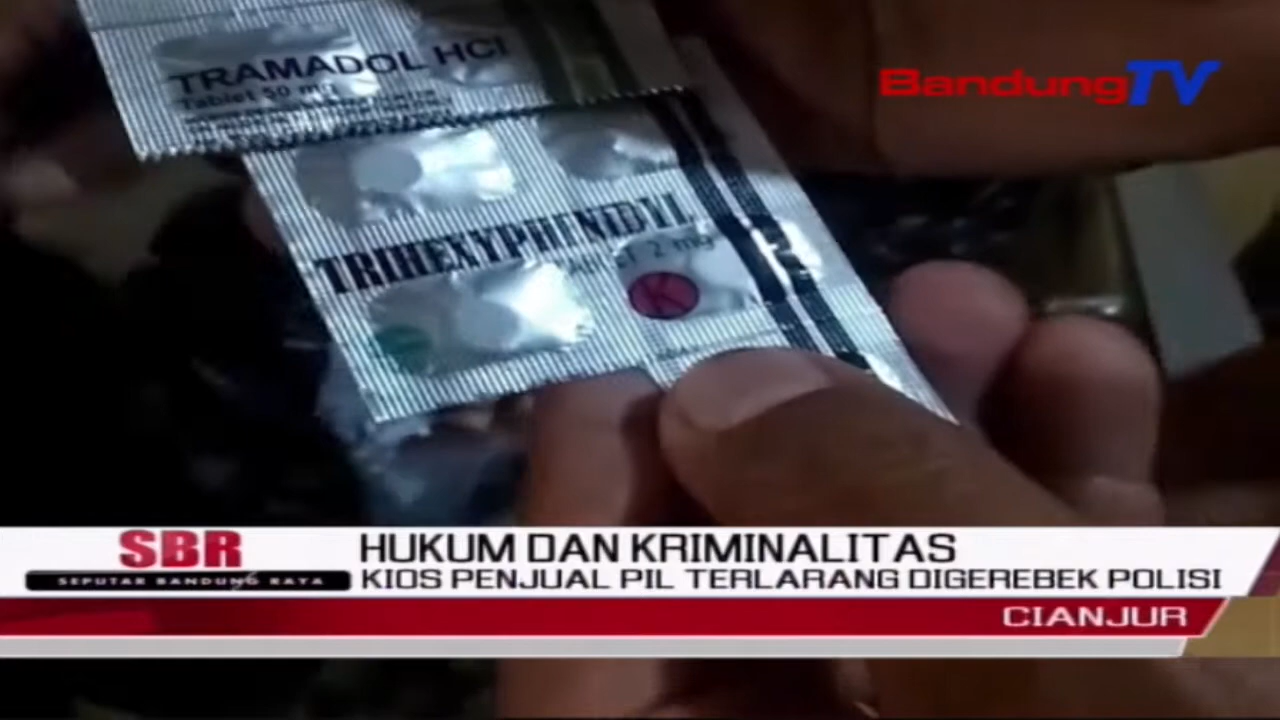 TRAMADOL HCl
Tablet 50 mg
BandungTV
TRIHEXYPHENIDYL
2 mg
K
SBR
SEPUTAR BANDUNG RAYA
HUKUM DAN KRIMINALITAS
KIOS PENJUAL PIL TERLARANG DIGEREBEK POLISI
CIANJUR